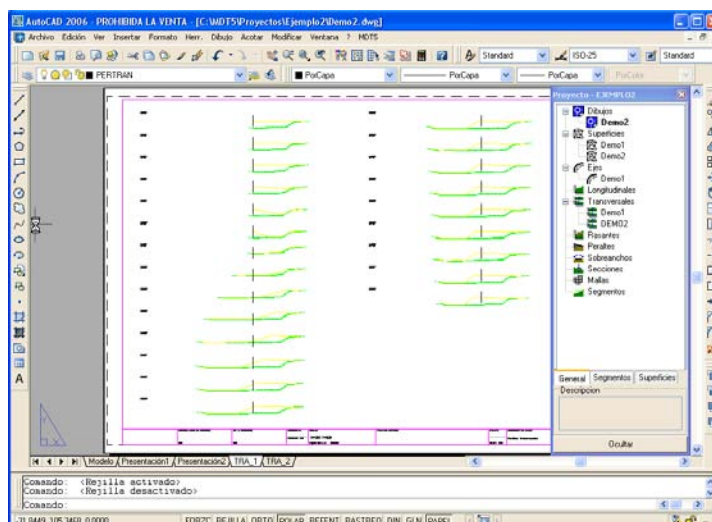 AutoCAD 2006 - PROHIBIDA LA VENTA - [C:\MDT5\Proyectos\Ejemplo2\Demo2.dwg]
Archivo Edición Ver Insertar Formato Herr. Dibujo Acotar Modificar Ventana ? MDT5
Standard ISO-25 Standard
PERTRAN PorCapa PorCapa PorCapa PorColor
Proyecto - EJEMPLO2
Dibujos
Demo2
Superficies
Demo1
Demo2
Ejes
Demo1
Longitudinales
Transversales
Demo1
DEMO2
Rasantes
Peraltes
Sobreanchos
Secciones
Mallas
Segmentos
General Segmentos Superficies
Descripcion
Ocultar
Modelo Presentación1 Presentación2 TRA_1 TRA_2
Comando: <Rejilla activado>
Comando: <Rejilla desactivado>
Comando:
FORZC REJILLA ORTO POLAR REFENT RASTREO DIN GLN PAPEL